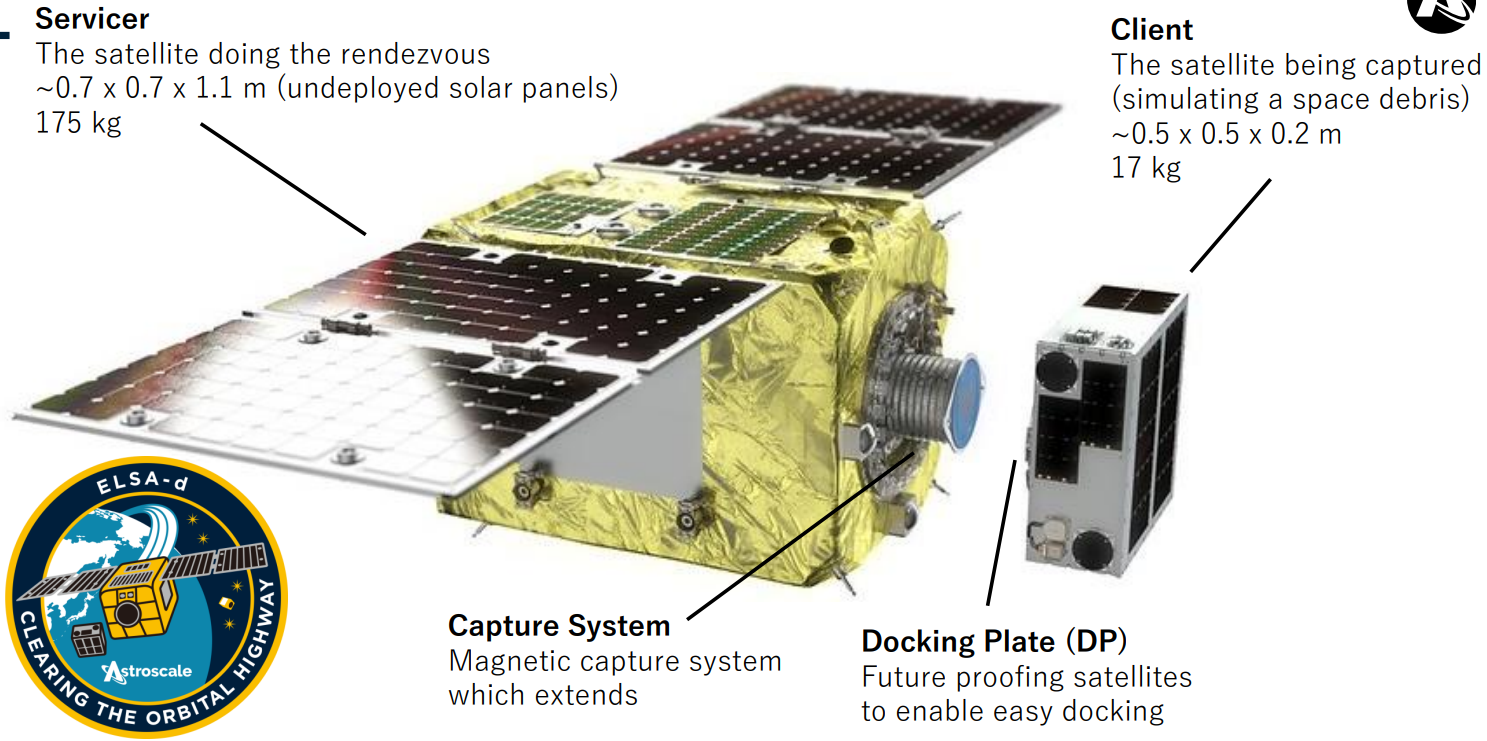 Servicer
The satellite doing the rendezvous
~0.7 x 0.7 x 1.1 m (undeployed solar panels)
175 kg
Client
The satellite being captured
(simulating a space debris)
~0.5 x 0.5 x 0.2 m
17 kg
Capture System
Magnetic capture system
which extends
Docking Plate (DP)
Future proofing satellites
to enable easy docking
ELSA-d
Astroscale
CLEARING THE ORBITAL HIGHWAY